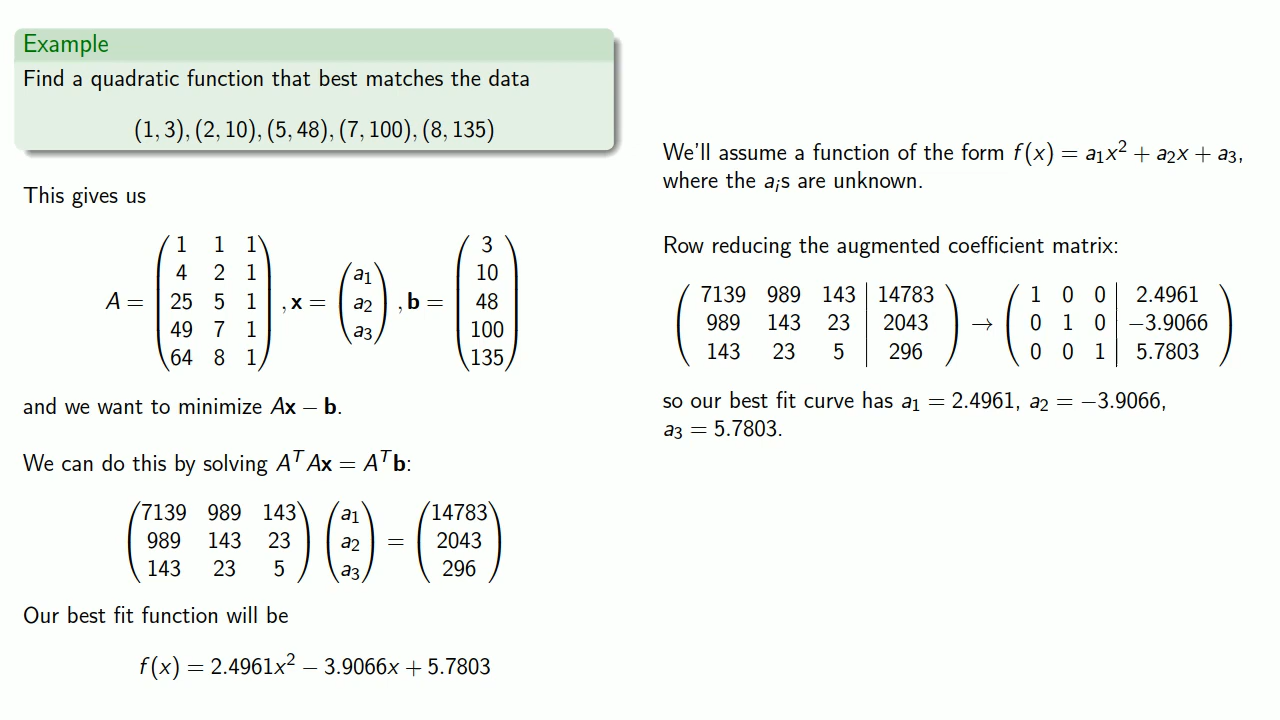 Example
Find a quadratic function that best matches the data
(1, 3), (2, 10), (5, 48), (7, 100), (8, 135)
This gives us
A = ( 1 1 1 ) , x = ( a₁ ) , b = ( 3 )
4 2 1 a₂ 10
25 5 1 a₃ 48
49 7 1 100
64 8 1 135
and we want to minimize Ax − b.
We can do this by solving AᵀAx = Aᵀb:
( 7139 989 143 ) ( a₁ ) = ( 14783 )
989 143 23 a₂ 2043
143 23 5 a₃ 296
Our best fit function will be
f(x) = 2.4961x² − 3.9066x + 5.7803
We'll assume a function of the form f(x) = a₁x² + a₂x + a₃,
where the aᵢs are unknown.
Row reducing the augmented coefficient matrix:
( 7139 989 143 | 14783 ) → ( 1 0 0 | 2.4961 )
989 143 23 | 2043 0 1 0 | −3.9066
143 23 5 | 296 0 0 1 | 5.7803
so our best fit curve has a₁ = 2.4961, a₂ = −3.9066,
a₃ = 5.7803.